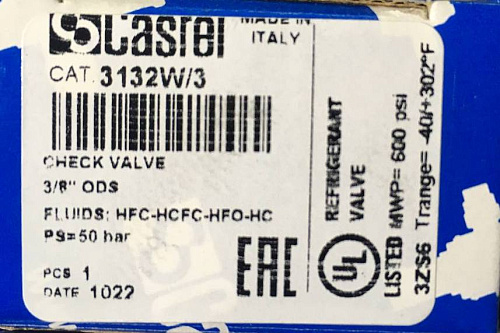 Castel
MADE IN
ITALY
CAT. 3132W/3
CHECK VALVE
3/8" ODS
FLUIDS: HFC-HCFC-HFO-HC
PS=50 bar
PCS 1
DATE 1022
EAC
REFRIGERANT
VALVE
UL
LISTED MWP= 600 psi
3ZS6 Trange= -40/+302°F